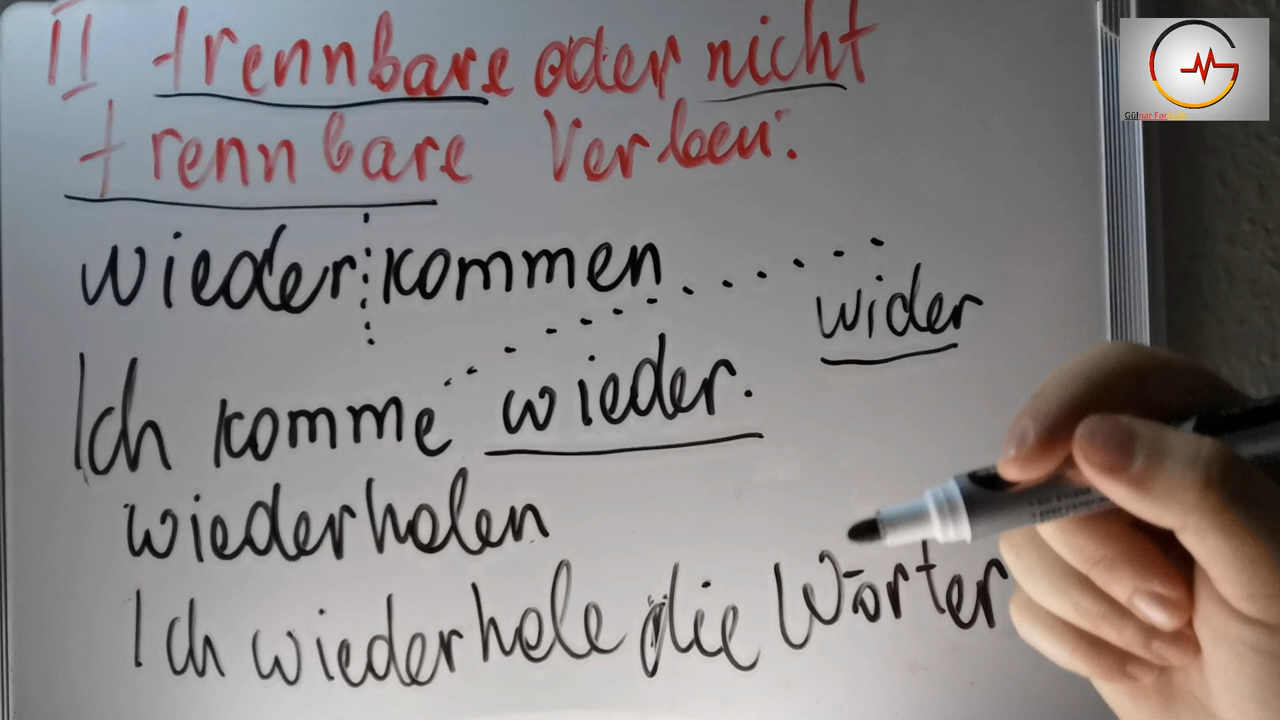 II trennbare oder nicht
trennbare Verben:
wieder¦kommen........
wider
Ich komme wieder.
wiederholen
Ich wiederhole die Wörter